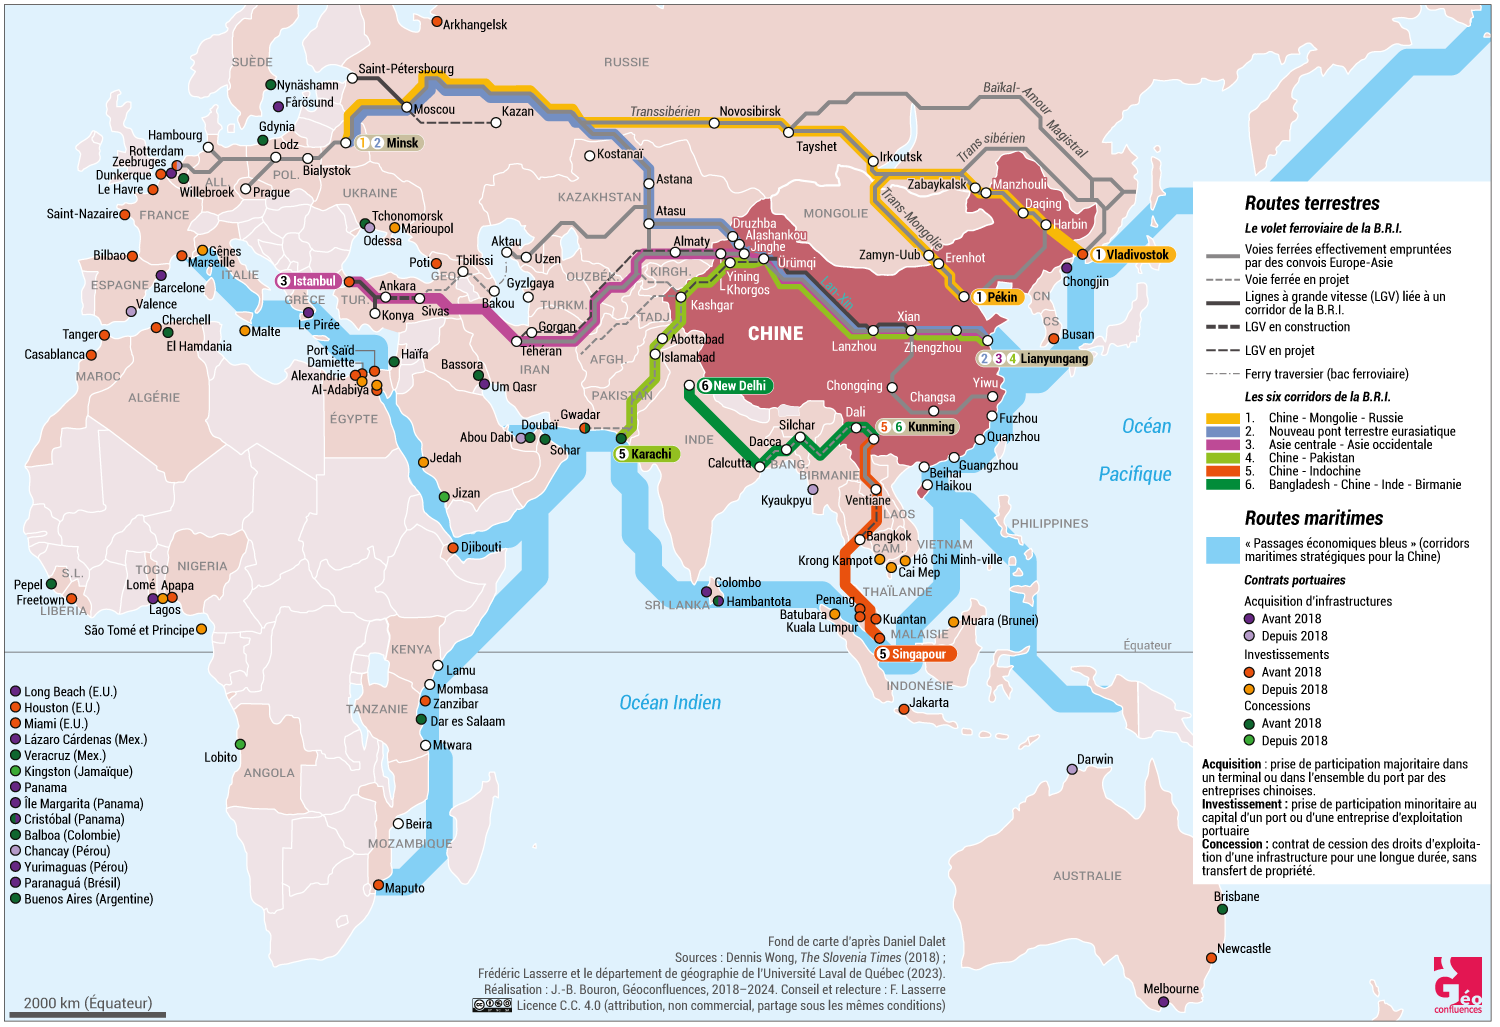 Arkhangelsk
SUÈDE
RUSSIE
Saint-Pétersbourg
Nynäshamn
Fårösund
Moscou
Kazan
Transsibérien
Novosibirsk
Baïkal- Amour Magistral
Gdynia
Hambourg
Rotterdam
Zeebruges
Dunkerque
Le Havre
Willebroek
ALL.
Lodz
POL.
Bialystok
Prague
1 2 Minsk
Kostanaï
Tayshet
Irkoutsk
Trans sibérien
Zabaykalsk
Manzhouli
Daqing
Harbin
Astana
KAZAKHSTAN
Atasu
UKRAINE
Saint-Nazaire
FRANCE
Tchonomorsk
Marioupol
Odessa
MONGOLIE
Trans-Mongolie
Druzhba
Alashankou
Jinghe
Almaty
Ürümqi
Zamyn-Uub
Erenhot
1 Vladivostok
Chongjin
Bilbao
Gênes
Marseille
ITALIE
Barcelone
ESPAGNE
Valence
Aktau
Uzen
Poti
Tbilissi
GEO.
Gyzlgaya
Bakou
OUZBÉK.
KIRGH.
TURKM.
TADJ.
Yining
Khorgos
Kashgar
Lan-Xin
1 Pékin
CN
CS
Busan
3 Istanbul
GRÈCE
TUR.
Ankara
Konya
Sivas
Le Pirée
Malte
Gorgan
Téhéran
IRAN
AFGH.
Abottabad
Islamabad
CHINE
Xian
Lanzhou
Zhengzhou
2 3 4 Lianyungang
Tanger
Casablanca
Cherchell
El Hamdania
MAROC
ALGÉRIE
Port Saïd
Damiette
Alexandrie
Al-Adabiya
Haïfa
ÉGYPTE
Bassora
Um Qasr
PAKISTAN
6 New Delhi
Chongqing
Changsa
Yiwu
Fuzhou
Quanzhou
Guangzhou
Gwadar
Doubaï
Abou Dabi
Sohar
5 Karachi
INDE
Silchar
Dacca
Calcutta
BANG.
BIRMANIE
Kyaukpyu
Dali
5 6 Kunming
Beihai
Haikou
Ventiane
LAOS
Océan
Pacifique
Jedah
Jizan
Djibouti
Bangkok
CAM.
VIETNAM
Krong Kampot
Hô Chi Minh-ville
Cai Mep
THAÏLANDE
PHILIPPINES
Pepel
S.L.
Freetown
LIBERIA
TOGO
NIGERIA
Lomé
Apapa
Lagos
São Tomé et Principe
Colombo
Hambantota
SRI LANKA
Penang
Batubara
Kuala Lumpur
Kuantan
MALAISIE
Muara (Brunei)
5 Singapour
Équateur
INDONÉSIE
Jakarta
KENYA
Lamu
Mombasa
Zanzibar
TANZANIE
Dar es Salaam
Mtwara
Océan Indien
Lobito
ANGOLA
Beira
MOZAMBIQUE
Maputo
Darwin
AUSTRALIE
Brisbane
Newcastle
Melbourne
Long Beach (E.U.)
Houston (E.U.)
Miami (E.U.)
Lázaro Cárdenas (Mex.)
Veracruz (Mex.)
Kingston (Jamaïque)
Panama
Île Margarita (Panama)
Cristóbal (Panama)
Balboa (Colombie)
Chancay (Pérou)
Yurimaguas (Pérou)
Paranaguá (Brésil)
Buenos Aires (Argentine)
2000 km (Équateur)
Routes terrestres
Le volet ferroviaire de la B.R.I.
Voies ferrées effectivement empruntées
par des convois Europe-Asie
Voie ferrée en projet
Lignes à grande vitesse (LGV) liée à un
corridor de la B.R.I.
LGV en construction
LGV en projet
Ferry traversier (bac ferroviaire)
Les six corridors de la B.R.I.
1. Chine - Mongolie - Russie
2. Nouveau pont terrestre eurasiatique
3. Asie centrale - Asie occidentale
4. Chine - Pakistan
5. Chine - Indochine
6. Bangladesh - Chine - Inde - Birmanie
Routes maritimes
« Passages économiques bleus » (corridors
maritimes stratégiques pour la Chine)
Contrats portuaires
Acquisition d'infrastructures
Avant 2018
Depuis 2018
Investissements
Avant 2018
Depuis 2018
Concessions
Avant 2018
Depuis 2018
Acquisition : prise de participation majoritaire dans
un terminal ou dans l'ensemble du port par des
entreprises chinoises.
Investissement : prise de participation minoritaire au
capital d'un port ou d'une entreprise d'exploitation
portuaire
Concession : contrat de cession des droits d'exploita-
tion d'une infrastructure pour une longue durée, sans
transfert de propriété.
Fond de carte d'après Daniel Dalet
Sources : Dennis Wong, The Slovenia Times (2018) ;
Frédéric Lasserre et le département de géographie de l'Université Laval de Québec (2023).
Réalisation : J.-B. Bouron, Géoconfluences, 2018–2024. Conseil et relecture : F. Lasserre
Licence C.C. 4.0 (attribution, non commercial, partage sous les mêmes conditions)
Géo
confluences